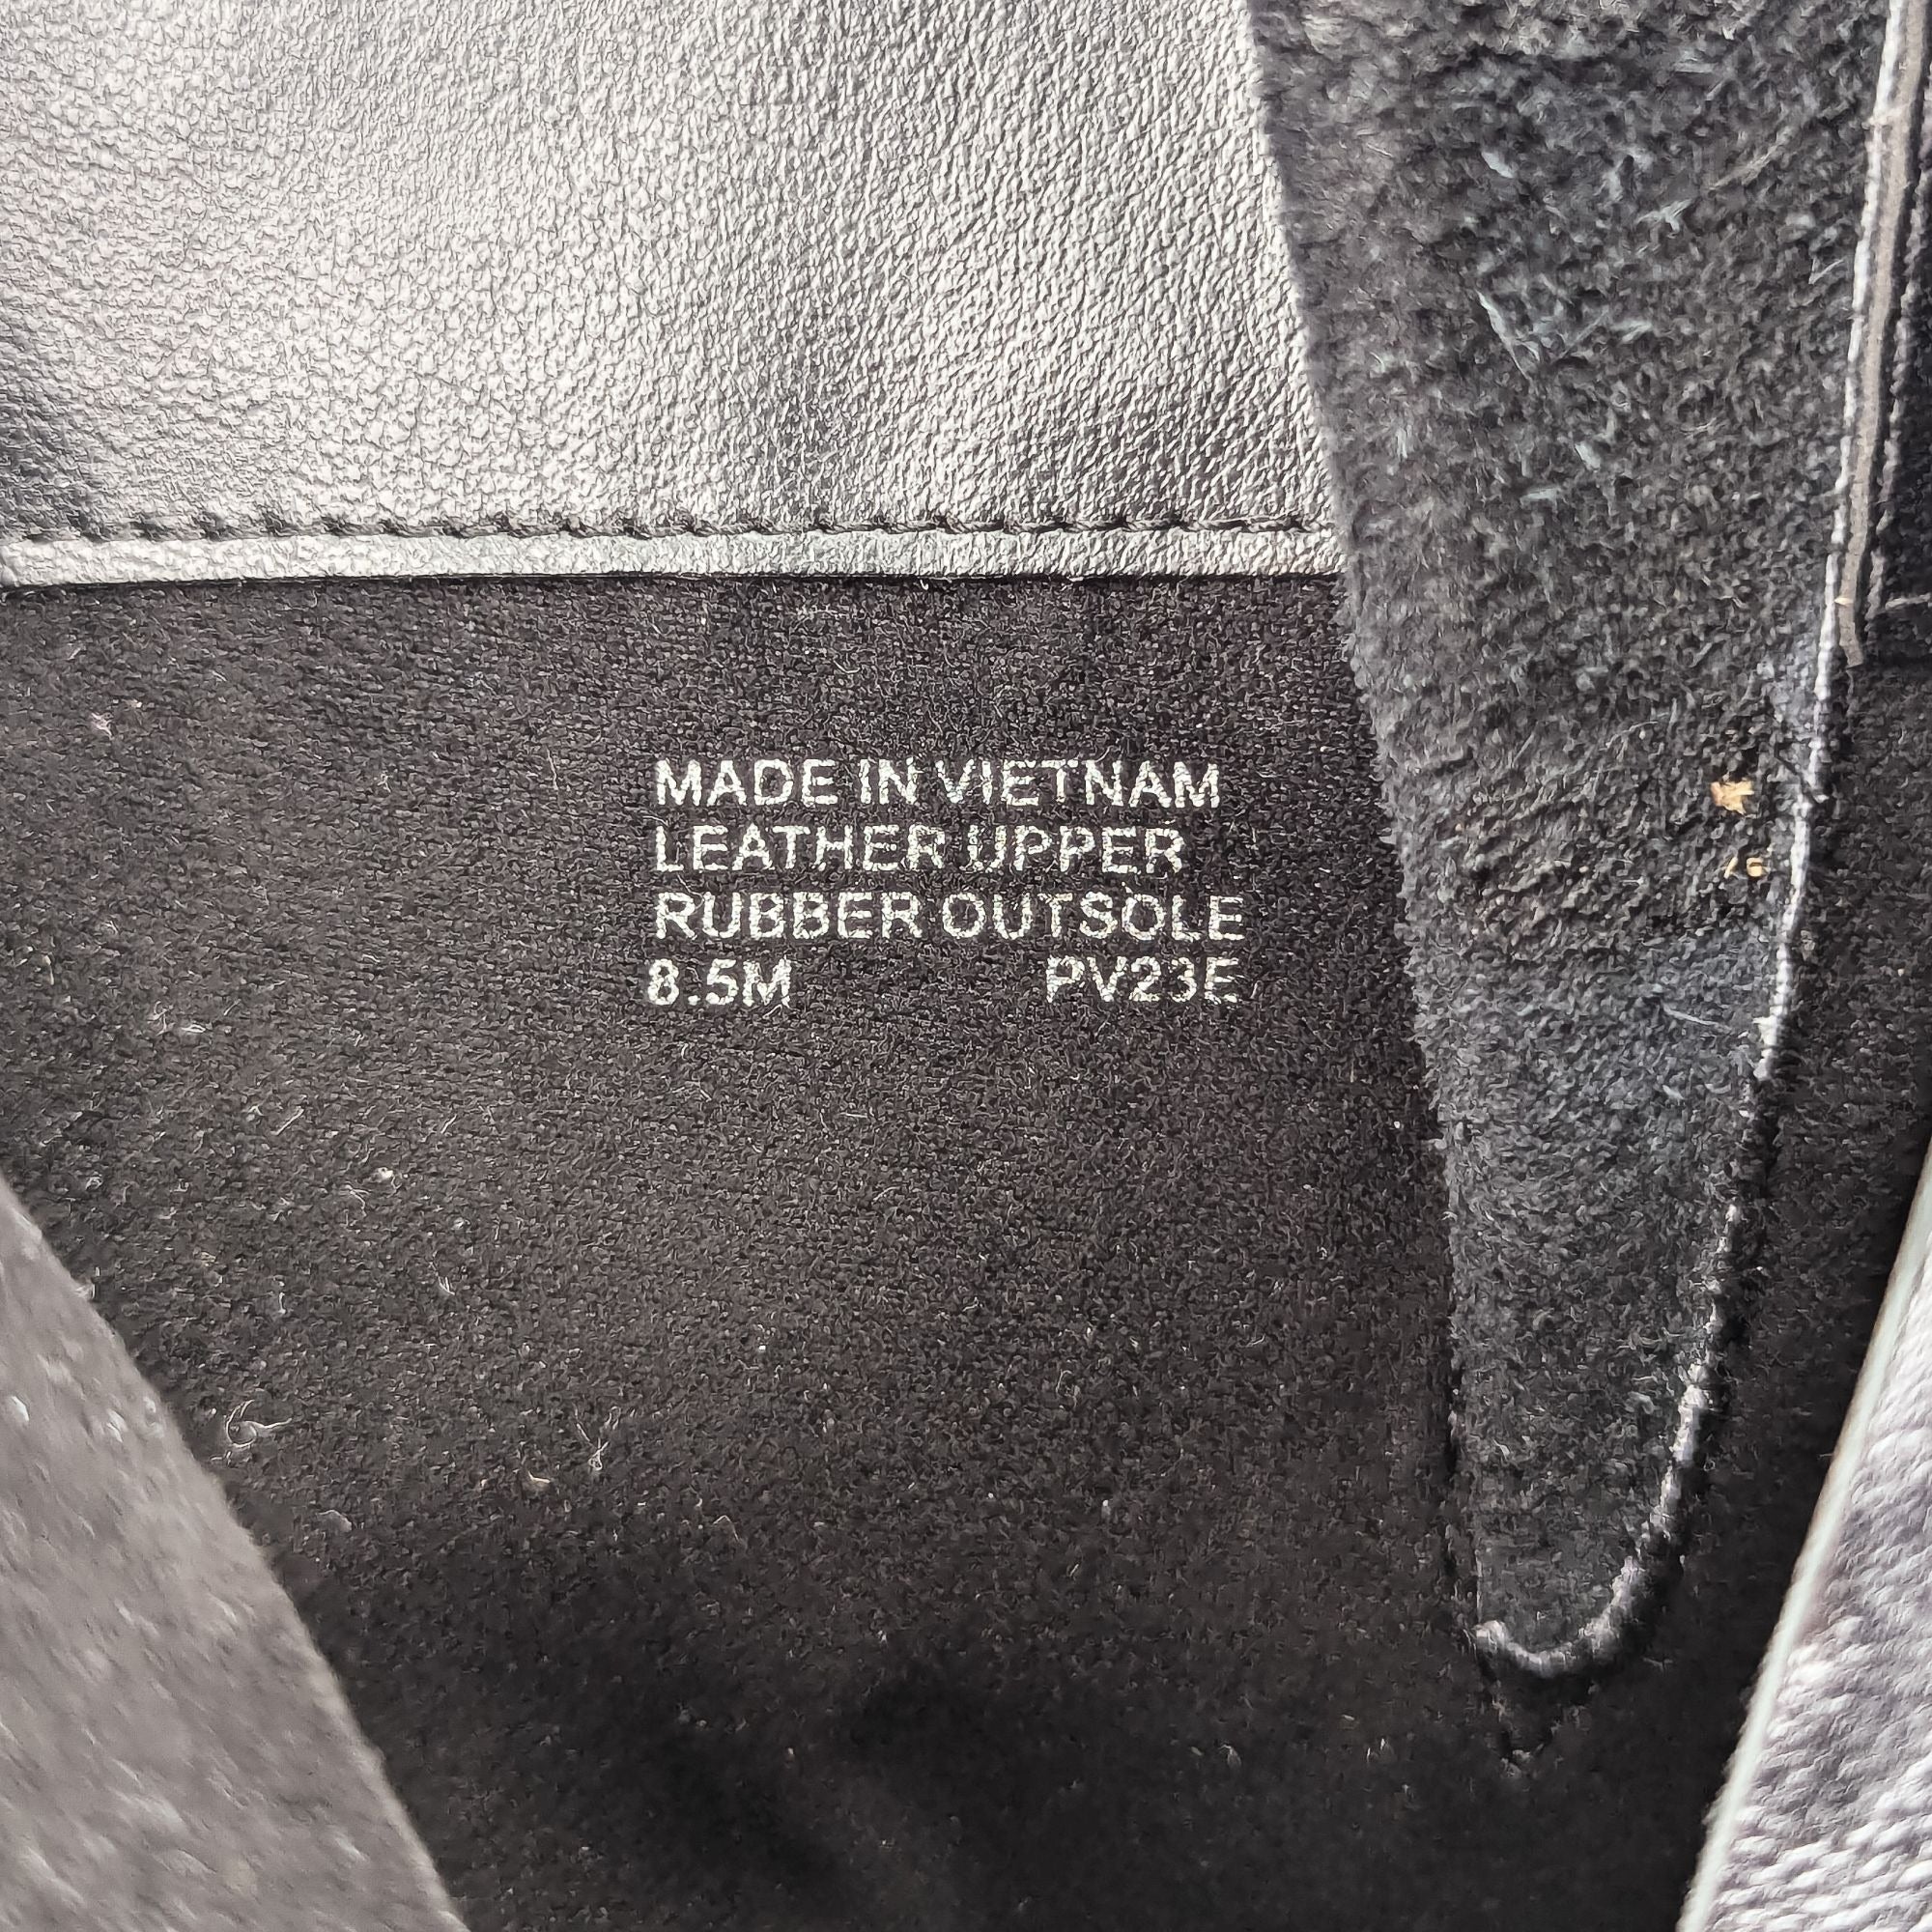 MADE IN VIETNAM
LEATHER UPPER
RUBBER OUTSOLE
8.5M PV23E